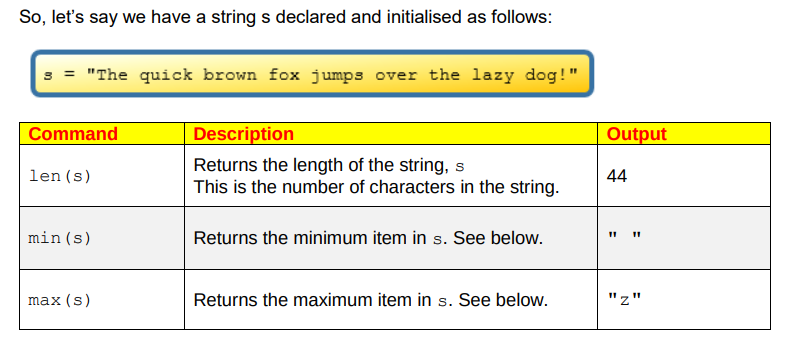 So, let’s say we have a string s declared and initialised as follows:
s = "The quick brown fox jumps over the lazy dog!"
Command Description Output
len(s) Returns the length of the string, s
This is the number of characters in the string. 44
min(s) Returns the minimum item in s. See below. " "
max(s) Returns the maximum item in s. See below. "z"